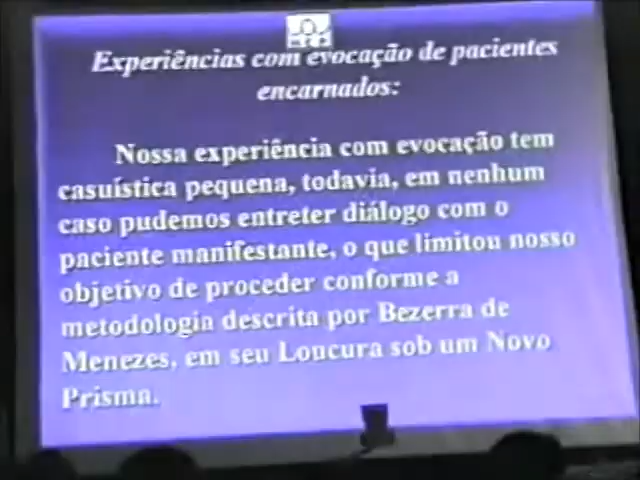 Experiências com evocação de pacientes
encarnados:
Nossa experiência com evocação tem
casuística pequena, todavia, em nenhum
caso pudemos entreter diálogo com o
paciente manifestante, o que limitou nosso
objetivo de proceder conforme a
metodologia descrita por Bezerra de
Menezes, em seu Loucura sob um Novo
Prisma.